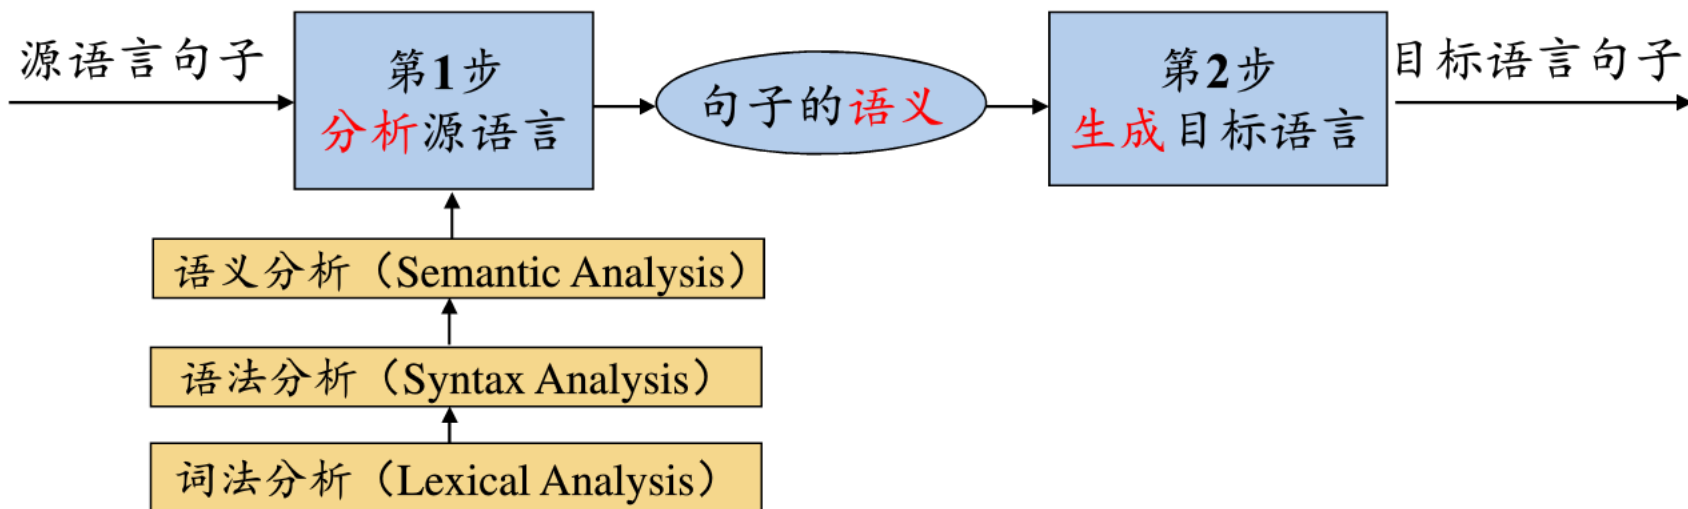 源语言句子
第1步
分析源语言
句子的语义
第2步
生成目标语言
目标语言句子
语义分析（Semantic Analysis）
语法分析（Syntax Analysis）
词法分析（Lexical Analysis）